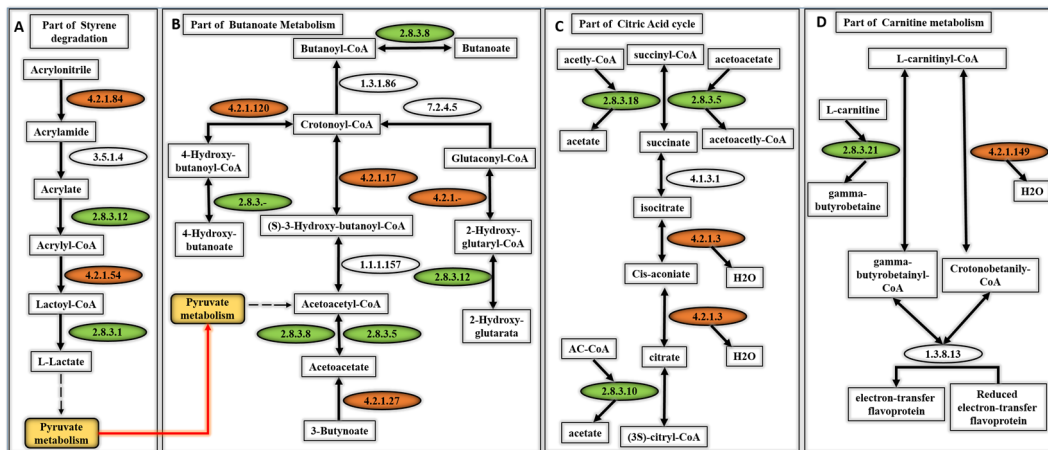 A
Part of Styrene
degradation
Acrylonitrile
4.2.1.84
Acrylamide
3.5.1.4
Acrylate
2.8.3.12
Acrylyl-CoA
4.2.1.54
Lactoyl-CoA
2.8.3.1
L-Lactate
Pyruvate
metabolism
B
Part of Butanoate Metabolism
2.8.3.8
Butanoyl-CoA
Butanoate
1.3.1.86
4.2.1.120
7.2.4.5
Crotonoyl-CoA
4-Hydroxy-
butanoyl-CoA
Glutaconyl-CoA
4.2.1.17
2.8.3.-
4.2.1.-
(S)-3-Hydroxy-butanoyl-CoA
4-Hydroxy-
butanoate
2-Hydroxy-
glutaryl-CoA
1.1.1.157
2.8.3.12
Pyruvate
metabolism
Acetoacetyl-CoA
2-Hydroxy-
glutarata
2.8.3.8
2.8.3.5
Acetoacetate
4.2.1.27
3-Butynoate
C
Part of Citric Acid cycle
acetly-CoA
succinyl-CoA
acetoacetate
2.8.3.18
2.8.3.5
acetate
succinate
acetoacetly-CoA
4.1.3.1
isocitrate
4.2.1.3
Cis-aconiate
H2O
4.2.1.3
AC-CoA
citrate
H2O
2.8.3.10
acetate
(3S)-citryl-CoA
D
Part of Carnitine metabolism
L-carnitinyl-CoA
L-carnitine
2.8.3.21
4.2.1.149
gamma-
butyrobetaine
H2O
gamma-
butyrobetainyl-
CoA
Crotonobetanily-
CoA
1.3.8.13
electron-transfer
flavoprotein
Reduced
electron-transfer
flavoprotein